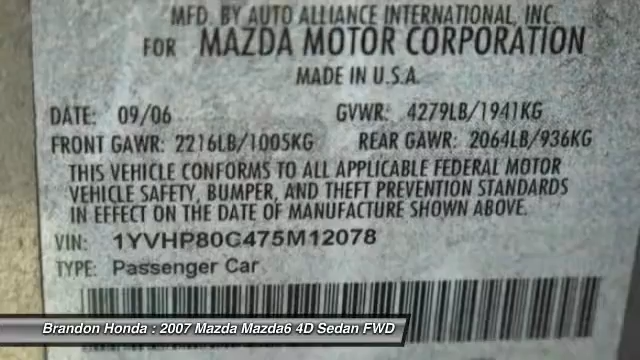 MFD. BY AUTO ALLIANCE INTERNATIONAL, INC.
FOR MAZDA MOTOR CORPORATION
MADE IN U.S.A.
DATE: 09/06 GVWR: 4279LB/1941KG
FRONT GAWR: 2216LB/1005KG REAR GAWR: 2064LB/936KG
THIS VEHICLE CONFORMS TO ALL APPLICABLE FEDERAL MOTOR
VEHICLE SAFETY, BUMPER, AND THEFT PREVENTION STANDARDS
IN EFFECT ON THE DATE OF MANUFACTURE SHOWN ABOVE.
VIN: 1YVHP80C475M12078
TYPE: Passenger Car
Brandon Honda : 2007 Mazda Mazda6 4D Sedan FWD